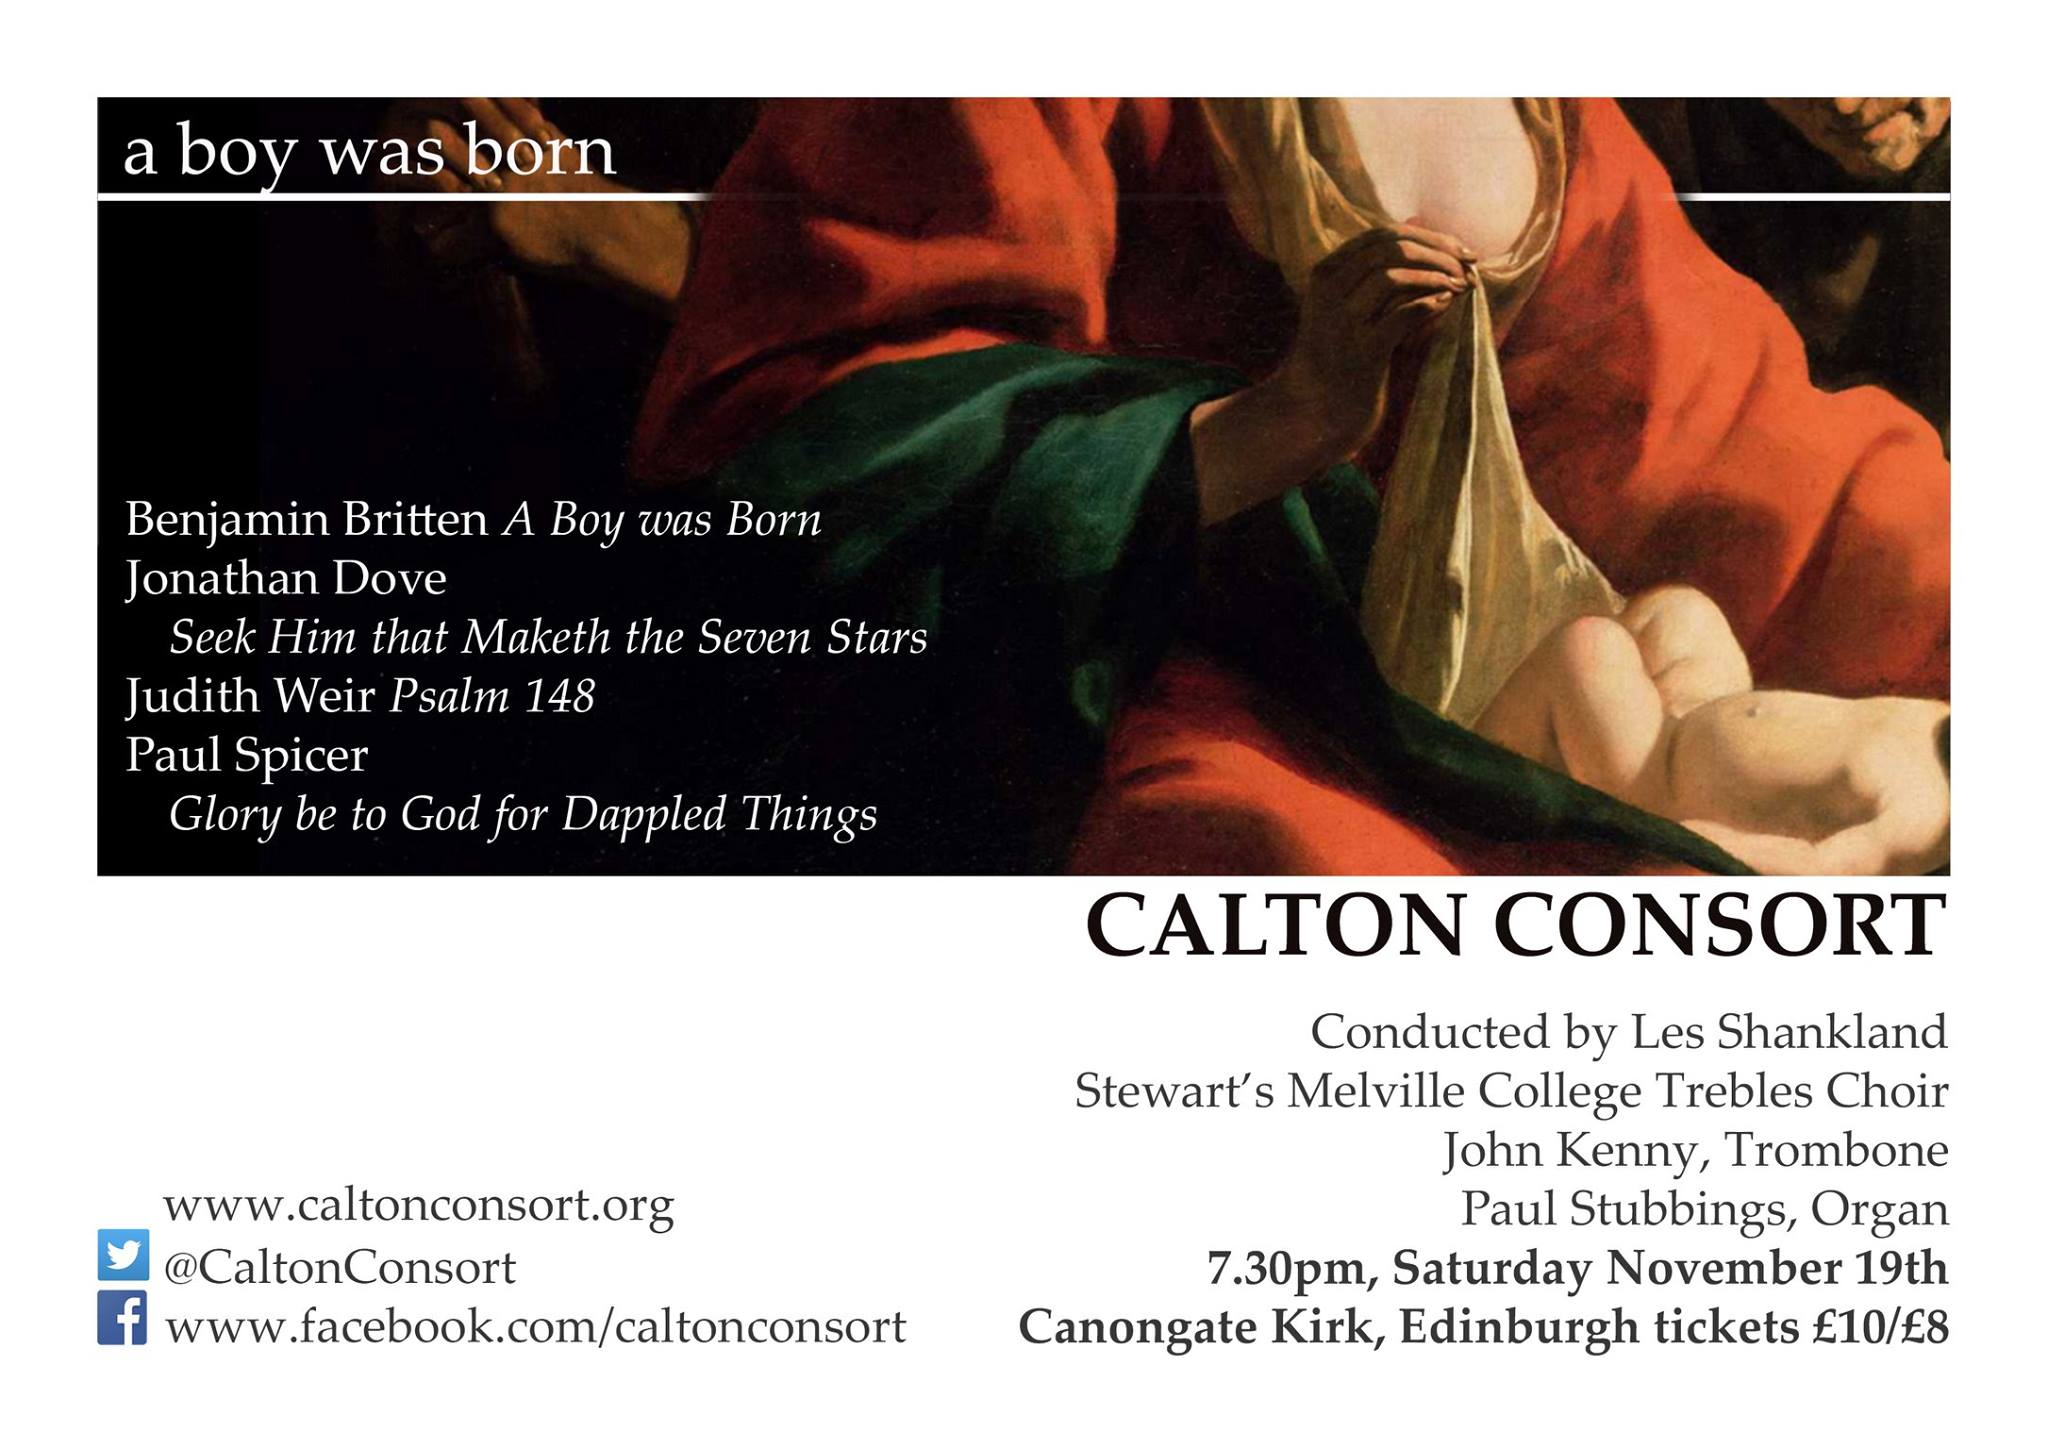 a boy was born
Benjamin Britten A Boy was Born
Jonathan Dove
Seek Him that Maketh the Seven Stars
Judith Weir Psalm 148
Paul Spicer
Glory be to God for Dappled Things
CALTON CONSORT
Conducted by Les Shankland
Stewart’s Melville College Trebles Choir
John Kenny, Trombone
Paul Stubbings, Organ
7.30pm, Saturday November 19th
Canongate Kirk, Edinburgh tickets £10/£8
www.caltonconsort.org
@CaltonConsort
www.facebook.com/caltonconsort